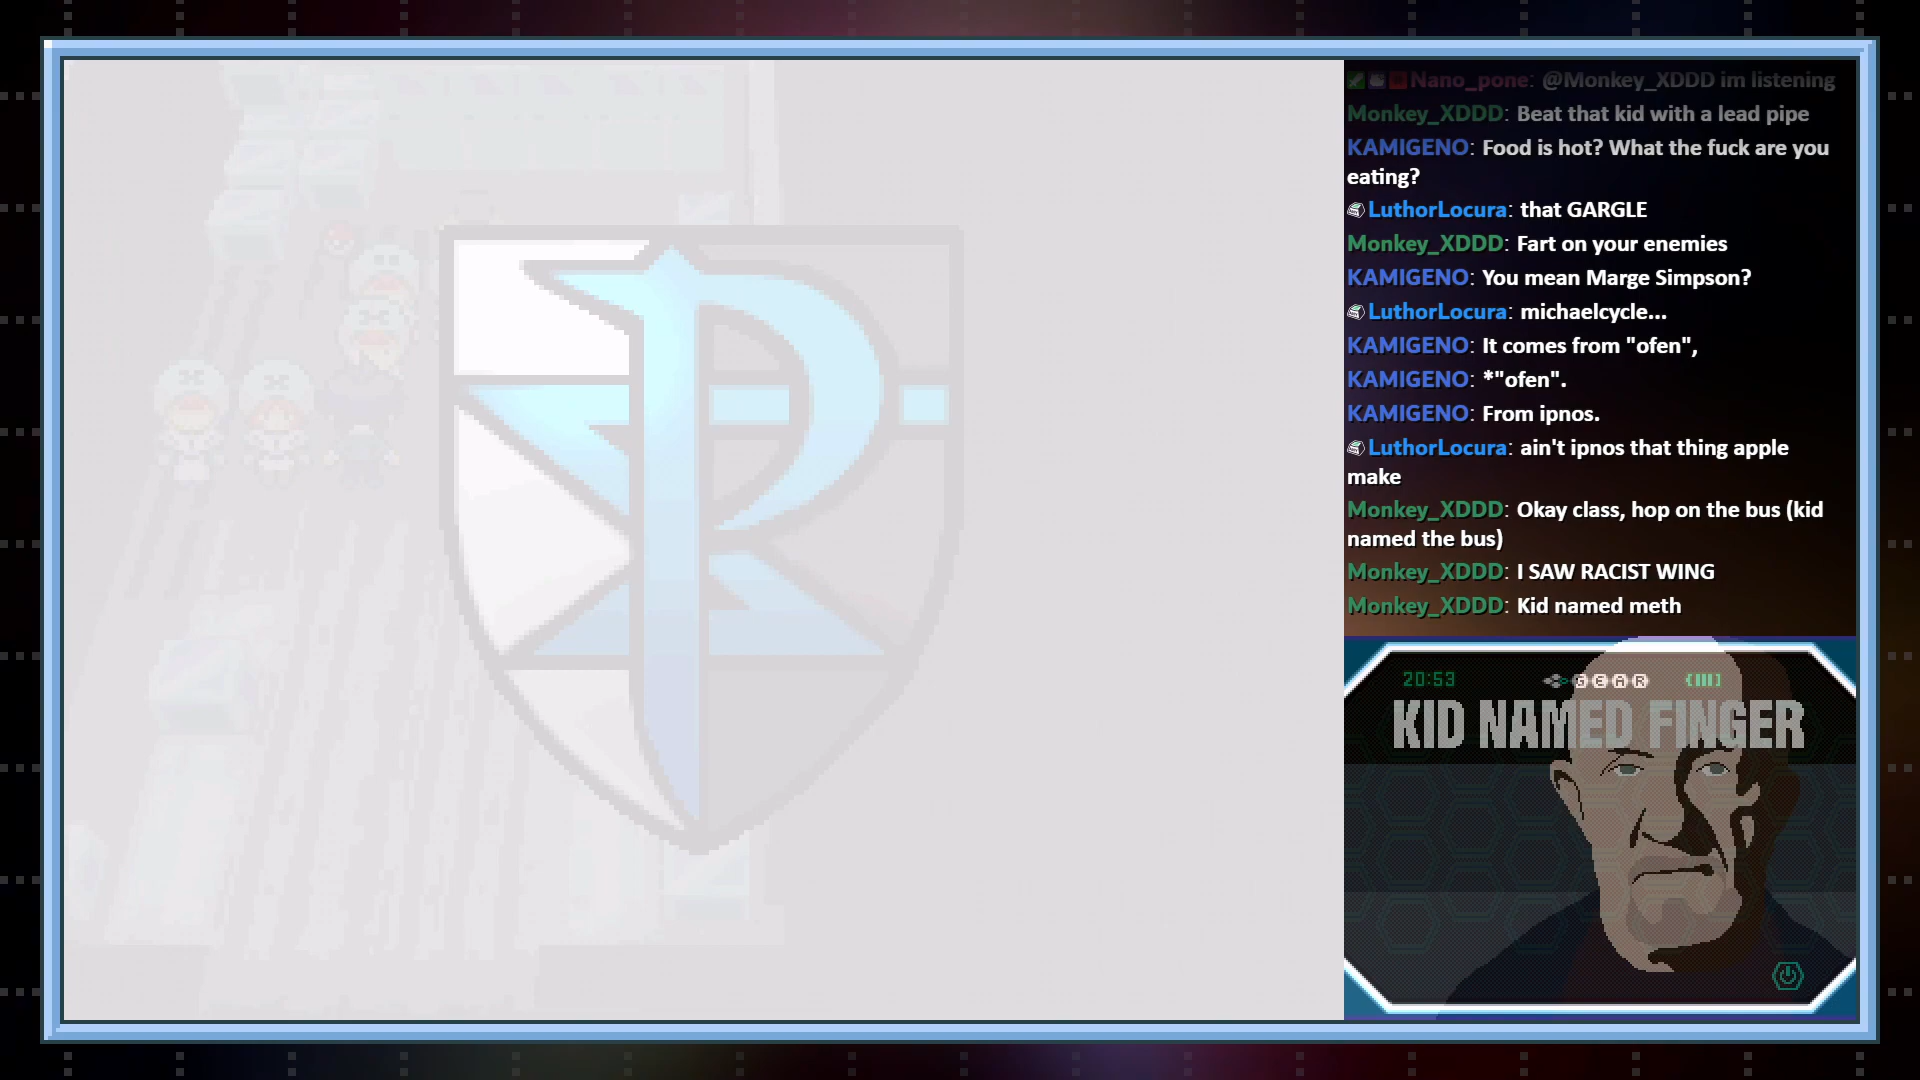 Nano_pone: @Monkey_XDDD im listening
Monkey_XDDD: Beat that kid with a lead pipe
KAMIGENO: Food is hot? What the fuck are you
eating?
LuthorLocura: that GARGLE
Monkey_XDDD: Fart on your enemies
KAMIGENO: You mean Marge Simpson?
LuthorLocura: michaelcycle...
KAMIGENO: It comes from "ofen",
KAMIGENO: *"ofen".
KAMIGENO: From ipnos.
LuthorLocura: ain't ipnos that thing apple
make
Monkey_XDDD: Okay class, hop on the bus (kid
named the bus)
Monkey_XDDD: I SAW RACIST WING
Monkey_XDDD: Kid named meth
20:53 GEAR
KID NAMED FINGER